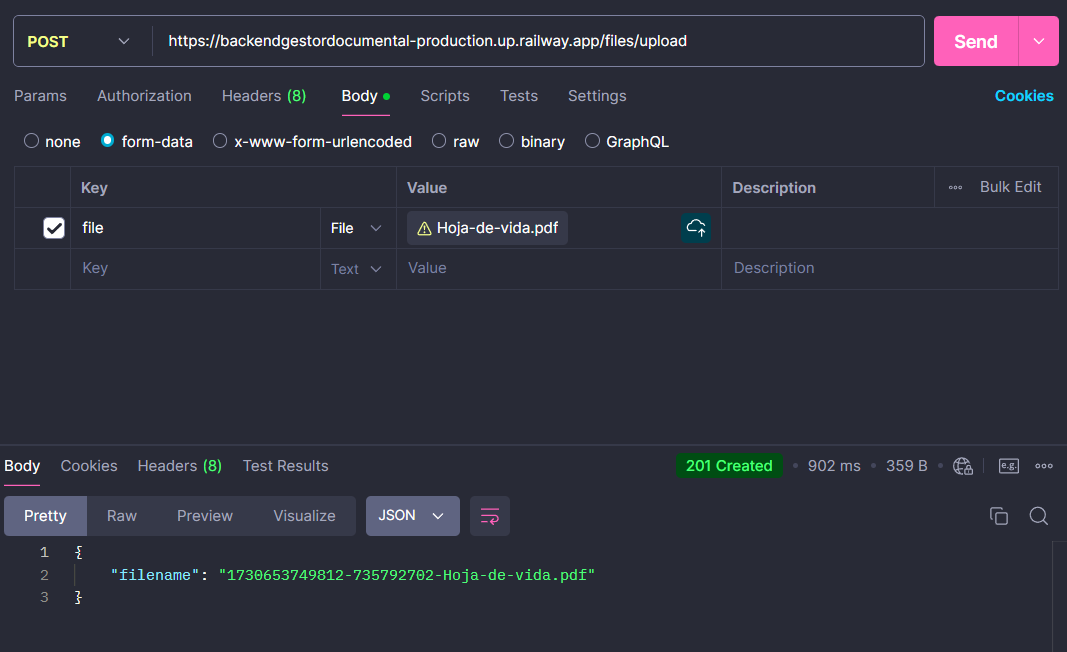 POST https://backendgestordocumental-production.up.railway.app/files/upload Send
Params Authorization Headers (8) Body Scripts Tests Settings Cookies
none form-data x-www-form-urlencoded raw binary GraphQL
Key Value Description Bulk Edit
file File Hoja-de-vida.pdf
Key Text Value Description
Body Cookies Headers (8) Test Results 201 Created 902 ms 359 B e.g.
Pretty Raw Preview Visualize JSON
1 {
2 "filename": "1730653749812-735792702-Hoja-de-vida.pdf"
3 }